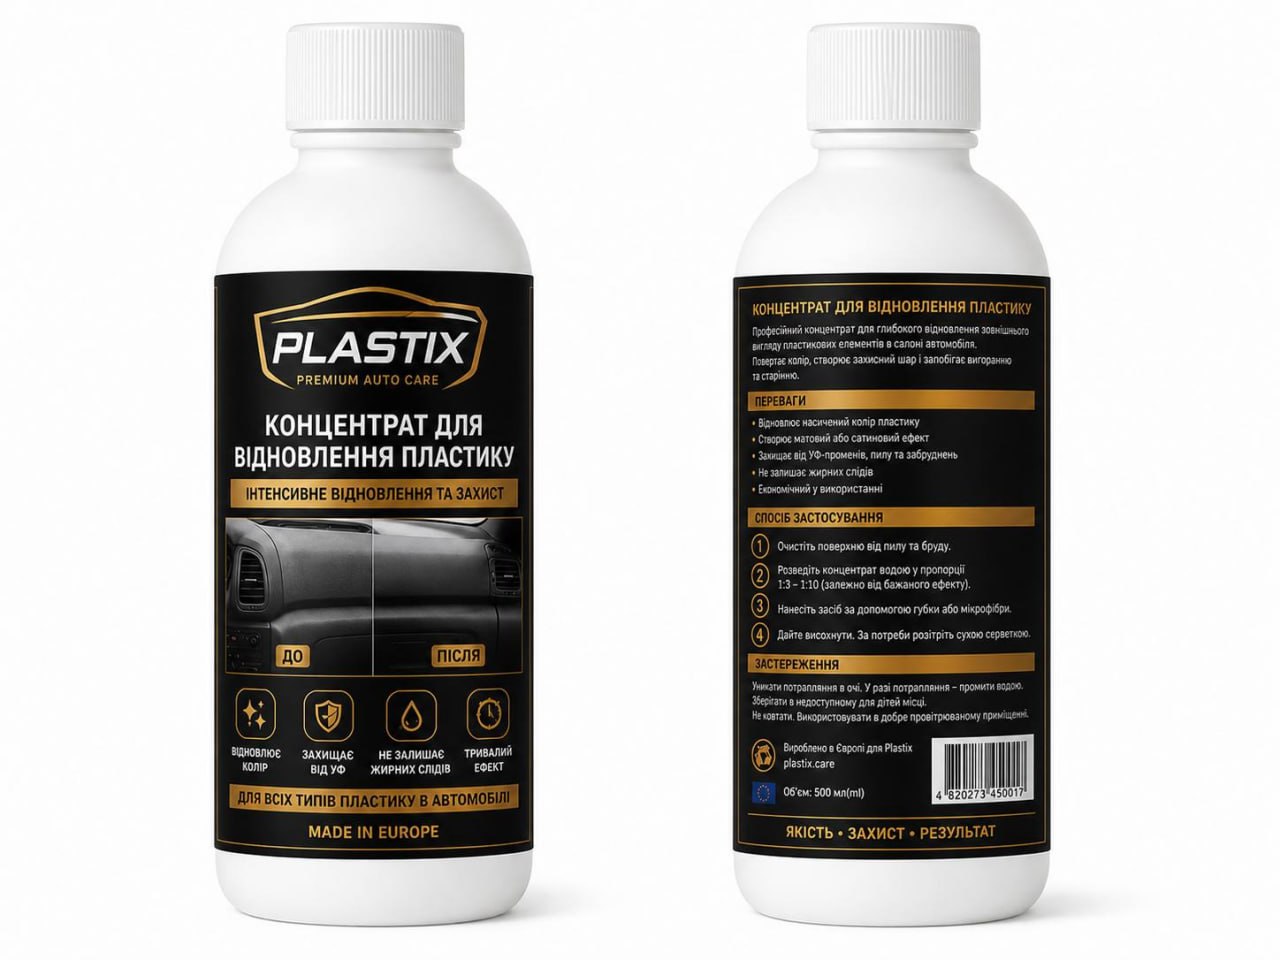 PLASTIX
PREMIUM AUTO CARE
КОНЦЕНТРАТ ДЛЯ
ВІДНОВЛЕННЯ ПЛАСТИКУ
ІНТЕНСИВНЕ ВІДНОВЛЕННЯ ТА ЗАХИСТ
ДО
ПІСЛЯ
ВІДНОВЛЮЄ
КОЛІР
ЗАХИЩАЄ
ВІД УФ
НЕ ЗАЛИШАЄ
ЖИРНИХ СЛІДІВ
ТРИВАЛИЙ
ЕФЕКТ
ДЛЯ ВСІХ ТИПІВ ПЛАСТИКУ В АВТОМОБІЛІ
MADE IN EUROPE
КОНЦЕНТРАТ ДЛЯ ВІДНОВЛЕННЯ ПЛАСТИКУ
Професійний концентрат для глибокого відновлення зовнішнього
вигляду пластикових елементів в салоні автомобіля.
Повертає колір, створює захисний шар і запобігає вигоранню
та старінню.
ПЕРЕВАГИ
• Відновлює насичений колір пластику
• Створює матовий або сатиновий ефект
• Захищає від УФ-променів, пилу та забруднень
• Не залишає жирних слідів
• Економічний у використанні
СПОСІБ ЗАСТОСУВАННЯ
1 Очистіть поверхню від пилу та бруду.
2 Розведіть концентрат водою у пропорції
1:3 – 1:10 (залежно від бажаного ефекту).
3 Нанесіть засіб за допомогою губки або мікрофібри.
4 Дайте висохнути. За потреби розітріть сухою серветкою.
ЗАСТЕРЕЖЕННЯ
Уникати потрапляння в очі. У разі потрапляння – промити водою.
Зберігати в недоступному для дітей місці.
Не ковтати. Використовувати в добре провітрюваному приміщенні.
Вироблено в Європі для Plastix
plastix.care
Об'єм: 500 мл(ml)
4 820273 450017
ЯКІСТЬ • ЗАХИСТ • РЕЗУЛЬТАТ